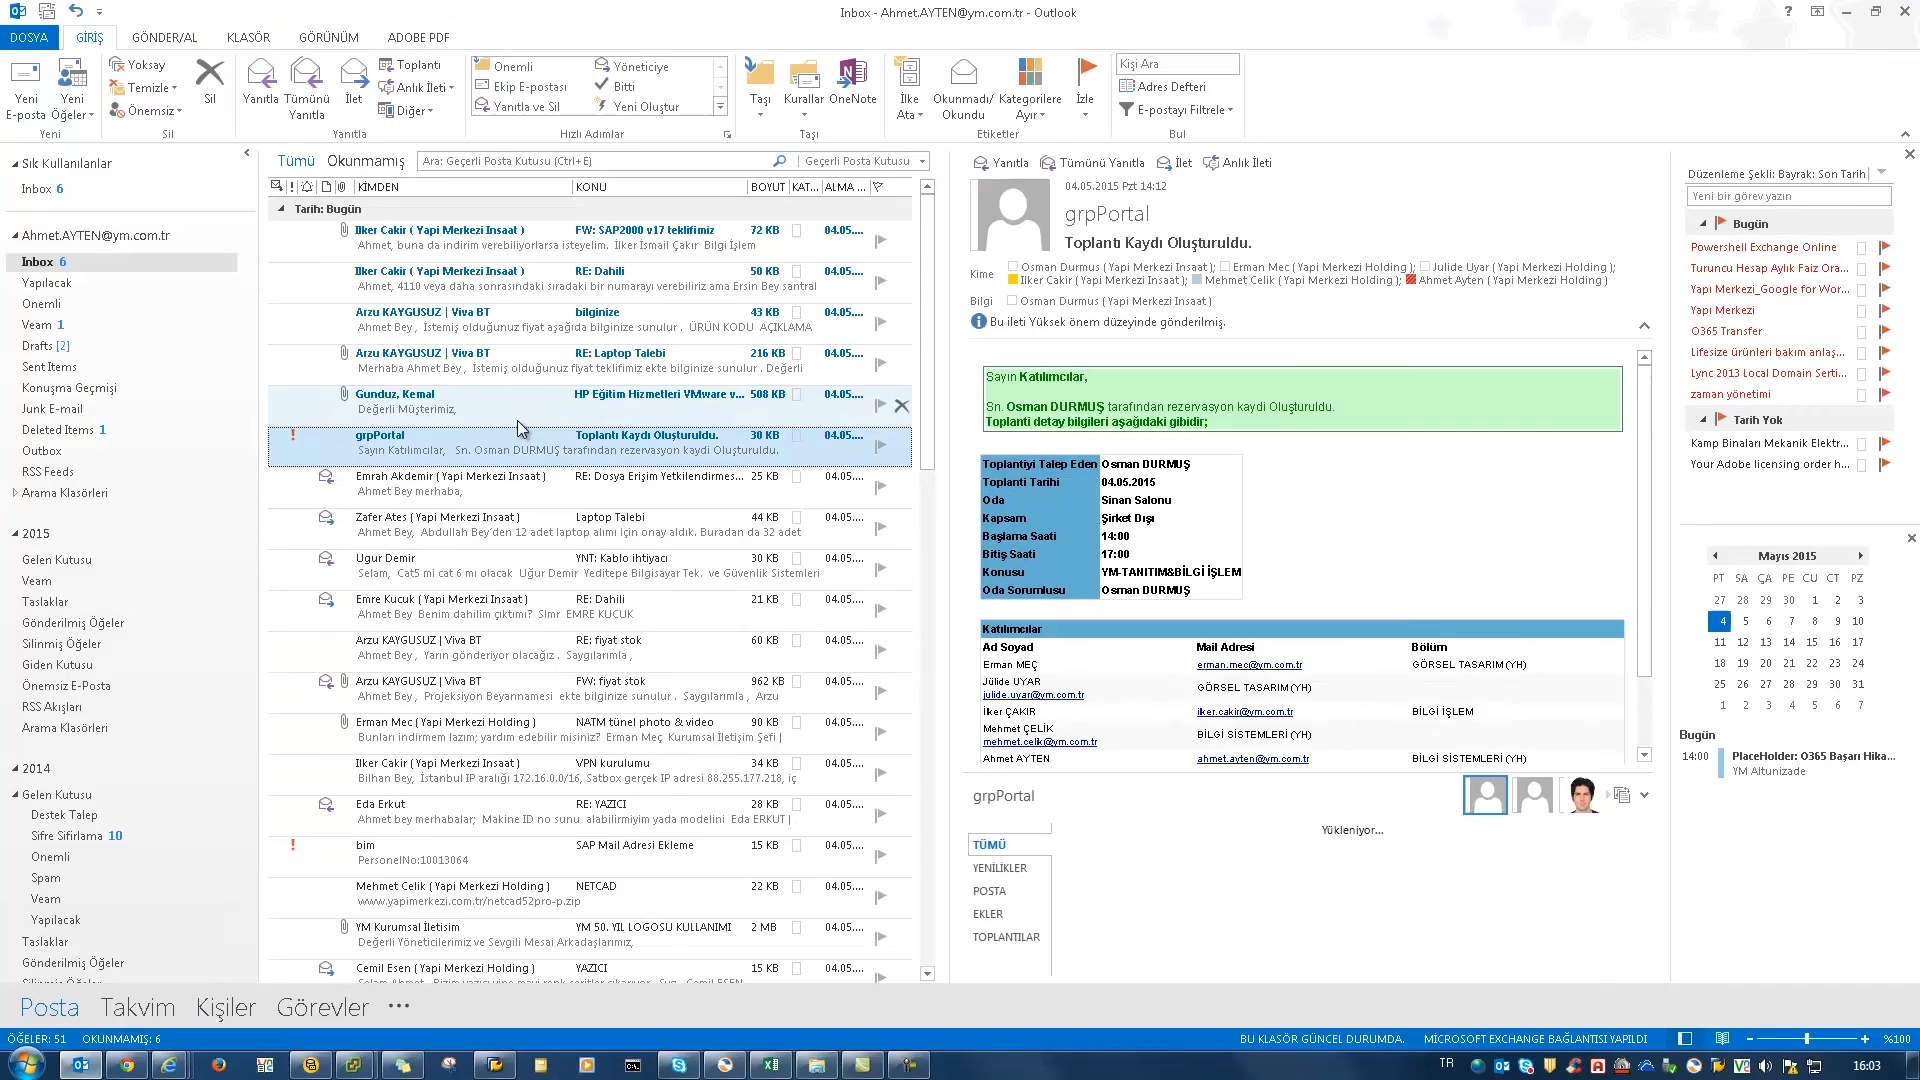 Inbox - Ahmet.AYTEN@ym.com.tr - Outlook
DOSYA GİRİŞ GÖNDER/AL KLASÖR GÖRÜNÜM ADOBE PDF
Yeni E-posta
Yeni Öğeler
Yoksay
Temizle
Önemsiz
Sil
Yanıtla
Tümünü Yanıtla
İlet
Toplantı
Anlık İleti
Diğer
Onemli
Ekip E-postası
Yanıtla ve Sil
Yöneticiye
Bitti
Yeni Oluştur
Taşı
Kurallar
OneNote
İlke Ata
Okunmadı/ Okundu
Kategorilere Ayır
İzle
Kişi Ara
Adres Defteri
E-postayı Filtrele
Yeni Sil Yanıtla Hızlı Adımlar Taşı Etiketler Bul
Sık Kullanılanlar
Inbox 6
Ahmet.AYTEN@ym.com.tr
Inbox 6
Yapılacak
Onemli
Veam 1
Drafts [2]
Sent Items
Konuşma Geçmişi
Junk E-mail
Deleted Items 1
Outbox
RSS Feeds
Arama Klasörleri
2015
Gelen Kutusu
Veam
Taslaklar
Gönderilmiş Öğeler
Silinmiş Öğeler
Giden Kutusu
Önemsiz E-Posta
RSS Akışları
Arama Klasörleri
2014
Gelen Kutusu
Destek Talep
Sifre Sifirlama 10
Onemli
Spam
Veam
Yapılacak
Taslaklar
Gönderilmiş Öğeler
Tümü Okunmamış Ara: Geçerli Posta Kutusu (Ctrl+E) Geçerli Posta Kutusu
KİMDEN KONU BOYUT KAT... ALMA ...
Tarih: Bugün
Ilker Cakir ( Yapi Merkezi Insaat ) FW: SAP2000 v17 teklifimiz 72 KB 04.05....
Ahmet, buna da indirim verebiliyorlarsa isteyelim. İlker İsmail Çakır Bilgi İşlem
Ilker Cakir ( Yapi Merkezi Insaat ) RE: Dahili 50 KB 04.05....
Ahmet, 4110 veya daha sonrasındaki sıradaki bir numarayı verebiliriz ama Ersin Bey santral
Arzu KAYGUSUZ | Viva BT bilginize 43 KB 04.05....
Ahmet Bey , İstemiş olduğunuz fiyat aşağıda bilginize sunulur . ÜRÜN KODU AÇIKLAMA
Arzu KAYGUSUZ | Viva BT RE: Laptop Talebi 216 KB 04.05....
Merhaba Ahmet Bey , İstemiş olduğunuz fiyat teklifimiz ekte bilginize sunulur . Değerli
Gunduz, Kemal HP Eğitim Hizmetleri VMware v... 508 KB 04.05....
Değerli Müşterimiz,
! grpPortal Toplantı Kaydı Oluşturuldu. 30 KB 04.05....
Sayın Katılımcılar, Sn. Osman DURMUŞ tarafından rezervasyon kaydi Oluşturuldu.
Emrah Akdemir ( Yapi Merkezi Insaat ) RE: Dosya Erişim Yetkilendirmes... 25 KB 04.05....
Ahmet Bey merhaba,
Zafer Ates ( Yapi Merkezi Insaat ) Laptop Talebi 44 KB 04.05....
Ahmet Bey, Abdullah Bey'den 12 adet laptop alımı için onay aldık. Buradan da 32 adet
Ugur Demir YNT: Kablo ihtiyacı 30 KB 04.05....
Selam, Cat5 mi cat 6 mı olacak Uğur Demir Yeditepe Bilgisayar Tek. ve Güvenlik Sistemleri
Emre Kucuk ( Yapi Merkezi Insaat ) RE: Dahili 21 KB 04.05....
Ahmet Bey Benim dahilim çıktımı? Slmr EMRE KUCUK
Arzu KAYGUSUZ | Viva BT RE: fiyat stok 60 KB 04.05....
Ahmet Bey , Yarın gönderiyor olacağız . Saygılarımla ,
Arzu KAYGUSUZ | Viva BT FW: fiyat stok 962 KB 04.05....
Ahmet Bey , Projeksiyon Beyannamesi ekte bilginize sunulur . Saygılarımla , Arzu
Erman Mec ( Yapi Merkezi Holding ) NATM tünel photo & video 90 KB 04.05....
Bunları indirmem lazım; yardım edebilir misiniz? Erman Meç Kurumsal İletişim Şefi |
Ilker Cakir ( Yapi Merkezi Insaat ) VPN kurulumu 34 KB 04.05....
Bilhan Bey, İstanbul IP aralığı 172.16.0.0/16, Satbox gerçek IP adresi 88.255.177.218, iç
Eda Erkut RE: YAZICI 28 KB 04.05....
Ahmet bey merhabalar; Makine ID no sunu alabilirmiyim yada modelini Eda ERKUT |
! bim SAP Mail Adresi Ekleme 15 KB 04.05....
PersonelNo:10013064
Mehmet Celik ( Yapi Merkezi Holding ) NETCAD 22 KB 04.05....
www.yapimerkezi.com.tr/netcad52pro-p.zip
YM Kurumsal İletisim YM 50. YIL LOGOSU KULLANIMI 2 MB 04.05....
Değerli Yöneticilerimiz ve Sevgili Mesai Arkadaşlarımız,
Cemil Esen ( Yapi Merkezi Holding ) YAZICI 15 KB 04.05....
Yanıtla Tümünü Yanıtla İlet Anlık İleti
04.05.2015 Pzt 14:12
grpPortal
Toplantı Kaydı Oluşturuldu.
Kime Osman Durmus ( Yapi Merkezi Insaat ); Erman Mec ( Yapi Merkezi Holding ); Julide Uyar ( Yapi Merkezi Holding );
Ilker Cakir ( Yapi Merkezi Insaat ); Mehmet Celik ( Yapi Merkezi Holding ); Ahmet Ayten ( Yapi Merkezi Holding )
Bilgi Osman Durmus ( Yapi Merkezi Insaat )
Bu ileti Yüksek önem düzeyinde gönderilmiş.
Sayın Katılımcılar,
Sn. Osman DURMUŞ tarafından rezervasyon kaydi Oluşturuldu.
Toplanti detay bilgileri aşağıdaki gibidir;
Toplantiyi Talep Eden Osman DURMUŞ
Toplanti Tarihi 04.05.2015
Oda Sinan Salonu
Kapsam Şirket Dışı
Başlama Saati 14:00
Bitiş Saati 17:00
Konusu YM-TANITIM&BİLGİ İŞLEM
Oda Sorumlusu Osman DURMUŞ
Katılımcılar
Ad Soyad Mail Adresi Bölüm
Erman MEÇ erman.mec@ym.com.tr GÖRSEL TASARIM (YH)
Jülide UYAR
julide.uyar@ym.com.tr GÖRSEL TASARIM (YH)
İlker ÇAKIR ilker.cakir@ym.com.tr BİLGİ İŞLEM
Mehmet ÇELİK
mehmet.celik@ym.com.tr BİLGİ SİSTEMLERİ (YH)
Ahmet AYTEN ahmet.ayten@ym.com.tr BİLGİ SİSTEMLERİ (YH)
grpPortal
TÜMÜ
YENİLİKLER
POSTA
EKLER
TOPLANTILAR
Yükleniyor...
Düzenleme Şekli: Bayrak: Son Tarih
Yeni bir görev yazın
Bugün
Powershell Exchange Online
Turuncu Hesap Aylık Faiz Ora...
Yapı Merkezi_Google for Wor...
Yapı Merkezi
O365 Transfer
Lifesize ürünleri bakım anlaş...
Lync 2013 Local Domain Serti...
zaman yönetimi
Tarih Yok
Kamp Binaları Mekanik Elektr...
Your Adobe licensing order h...
Mayıs 2015
PT SA ÇA PE CU CT PZ
27 28 29 30 1 2 3
4 5 6 7 8 9 10
11 12 13 14 15 16 17
18 19 20 21 22 23 24
25 26 27 28 29 30 31
1 2 3 4 5 6 7
Bugün
14:00 PlaceHolder: O365 Başarı Hika...
YM Altunizade
Posta Takvim Kişiler Görevler ...
ÖĞELER: 51 OKUNMAMIŞ: 6 BU KLASÖR GÜNCEL DURUMDA. MİCROSOFT EXCHANGE BAĞLANTISI YAPILDI %100
TR 16:03